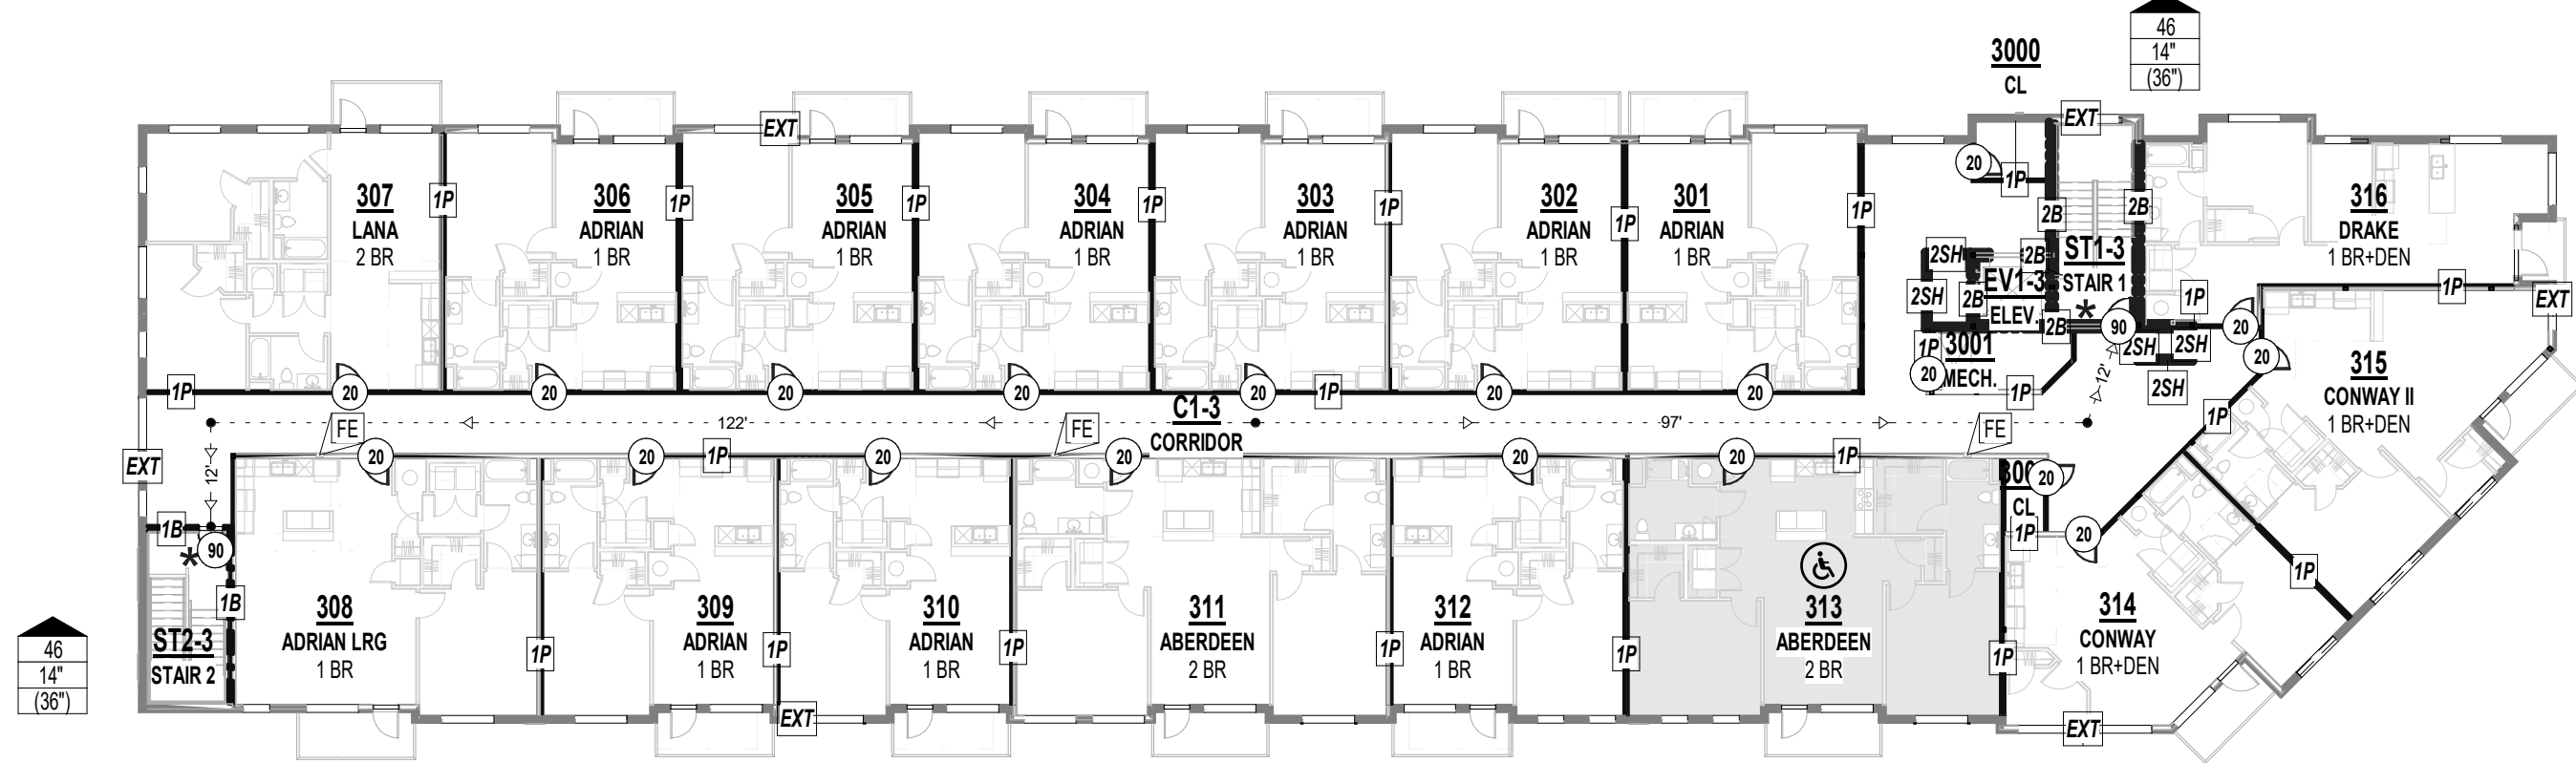 46
14"
(36")
3000
CL
EXT
EXT
20
1P
307
LANA
2 BR
1P
306
ADRIAN
1 BR
1P
305
ADRIAN
1 BR
1P
304
ADRIAN
1 BR
1P
303
ADRIAN
1 BR
1P
302
ADRIAN
1 BR
1P
301
ADRIAN
1 BR
1P
2B
2B
316
DRAKE
1 BR+DEN
2SH
2B
ST1-3
STAIR 1
EV1-3
ELEV.
2SH
2B
2B
*
90
1P
1P
EXT
20
2SH
2SH
2SH
20
1P
3001
MECH.
20
1P
12'
315
CONWAY II
1 BR+DEN
1P
1P
20
20
20
20
20
1P
20
20
C1-3
CORRIDOR
122'
97'
FE
FE
FE
EXT
12'
20
20
1P
20
20
20
20
1P
20
CL
1P
20
1B
*
90
1B
308
ADRIAN LRG
1 BR
1P
309
ADRIAN
1 BR
1P
310
ADRIAN
1 BR
1P
311
ABERDEEN
2 BR
1P
312
ADRIAN
1 BR
1P
313
ABERDEEN
2 BR
1P
314
CONWAY
1 BR+DEN
1P
ST2-3
STAIR 2
46
14"
(36")
EXT
EXT